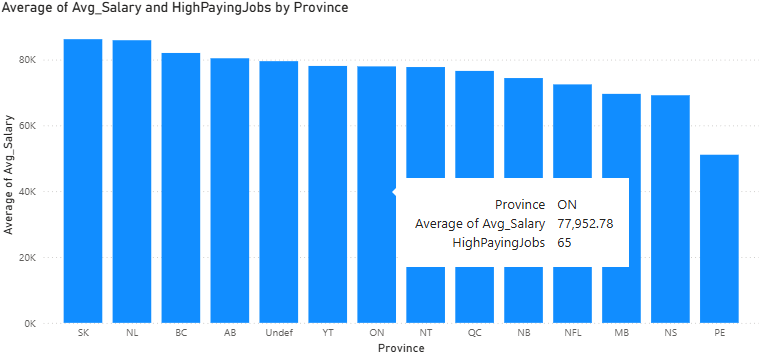 Average of Avg_Salary and HighPayingJobs by Province
Average of Avg_Salary
80K
60K
40K
20K
0K
Province ON
Average of Avg_Salary 77,952.78
HighPayingJobs 65
SK NL BC AB Undef YT ON NT QC NB NFL MB NS PE
Province